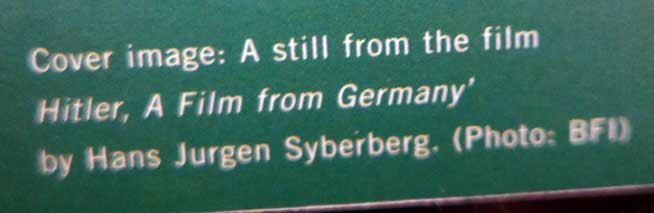 Cover image: A still from the film
Hitler, A Film from Germany'
by Hans Jurgen Syberberg. (Photo: BFI)